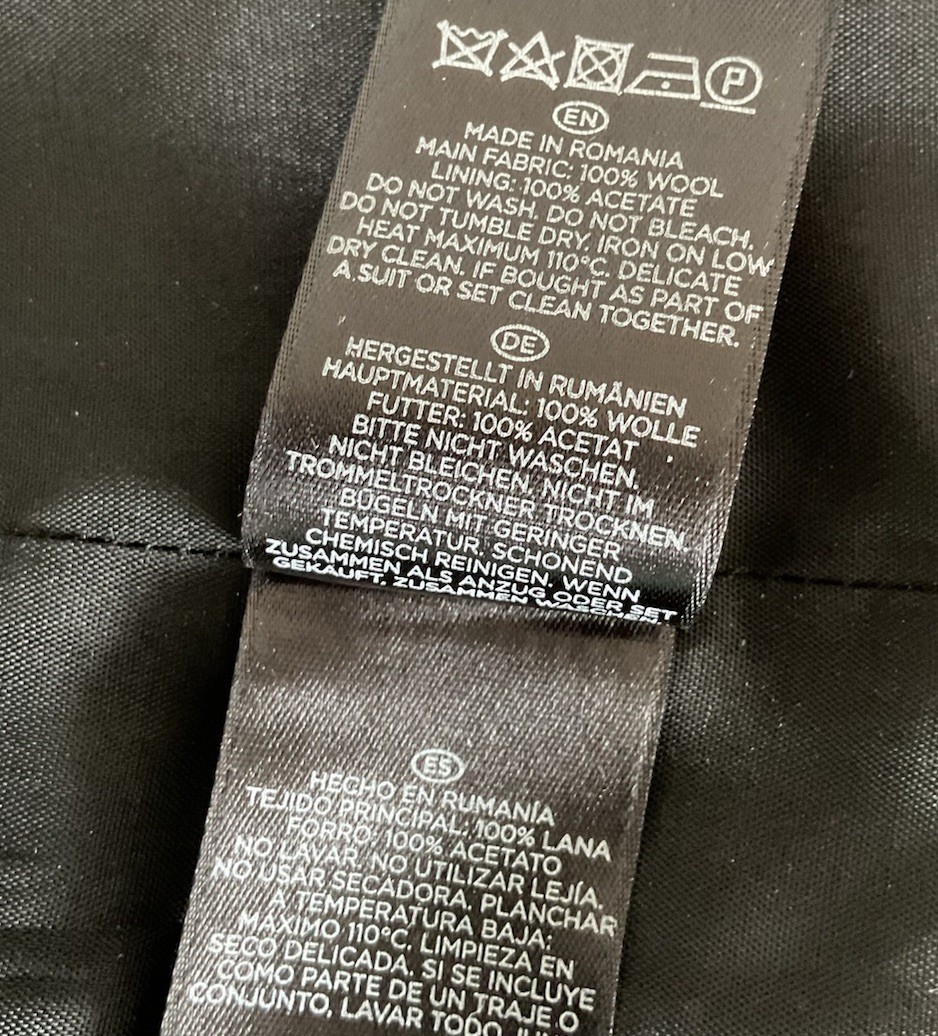 P
EN
MADE IN ROMANIA
MAIN FABRIC: 100% WOOL
LINING: 100% ACETATE
DO NOT WASH. DO NOT BLEACH.
DO NOT TUMBLE DRY. IRON ON LOW
HEAT MAXIMUM 110°C. DELICATE
DRY CLEAN. IF BOUGHT AS PART OF
A SUIT OR SET CLEAN TOGETHER.
DE
HERGESTELLT IN RUMÄNIEN
HAUPTMATERIAL: 100% WOLLE
FUTTER: 100% ACETAT
BITTE NICHT WASCHEN.
NICHT BLEICHEN. NICHT IM
TROMMELTROCKNER TROCKNEN.
BÜGELN MIT GERINGER
TEMPERATUR. SCHONEND
CHEMISCH REINIGEN. WENN
ZUSAMMEN ALS ANZUG ODER SET
GEKAUFT, ZUSAMMEN WASCHEN.
ES
HECHO EN RUMANÍA
TEJIDO PRINCIPAL: 100% LANA
FORRO: 100% ACETATO
NO LAVAR. NO UTILIZAR LEJÍA.
NO USAR SECADORA. PLANCHAR
A TEMPERATURA BAJA:
MÁXIMO 110°C. LIMPIEZA EN
SECO DELICADA. SI SE INCLUYE
COMO PARTE DE UN TRAJE O
CONJUNTO, LAVAR TODO